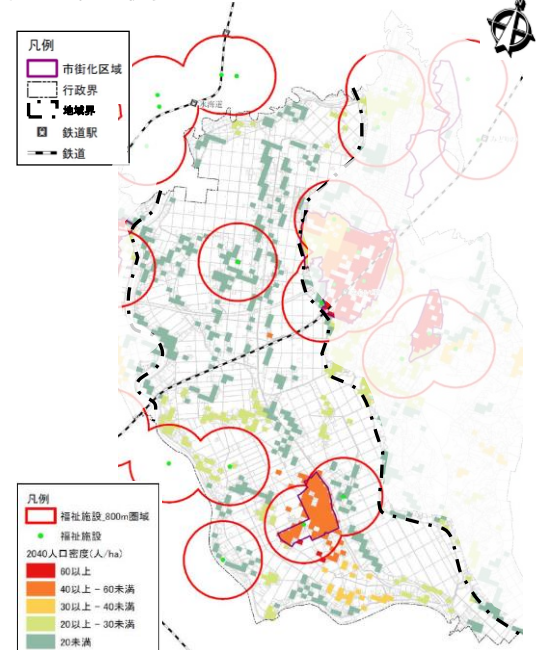 凡例
市街化区域
行政界
地域界
鉄道駅
鉄道
水海道
凡例
福祉施設_800m圏域
福祉施設
2040人口密度(人/ha)
60以上
40以上 - 60未満
30以上 - 40未満
20以上 - 30未満
20未満